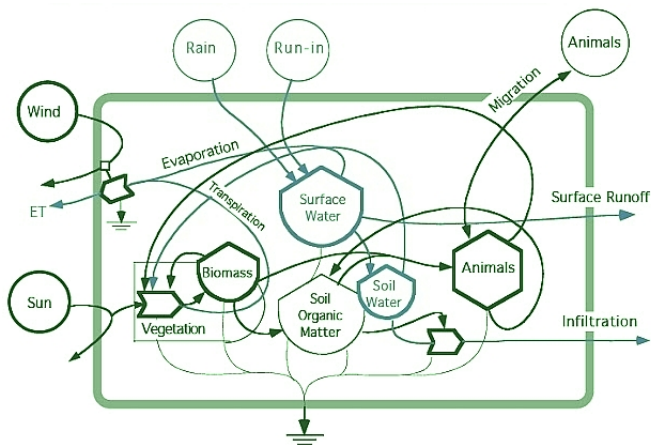 Rain
Run-in
Animals
Migration
Wind
Evaporation
Transpiration
ET
Surface
Water
Surface Runoff
Biomass
Animals
Sun
Soil
Water
Soil
Organic
Matter
Vegetation
Infiltration